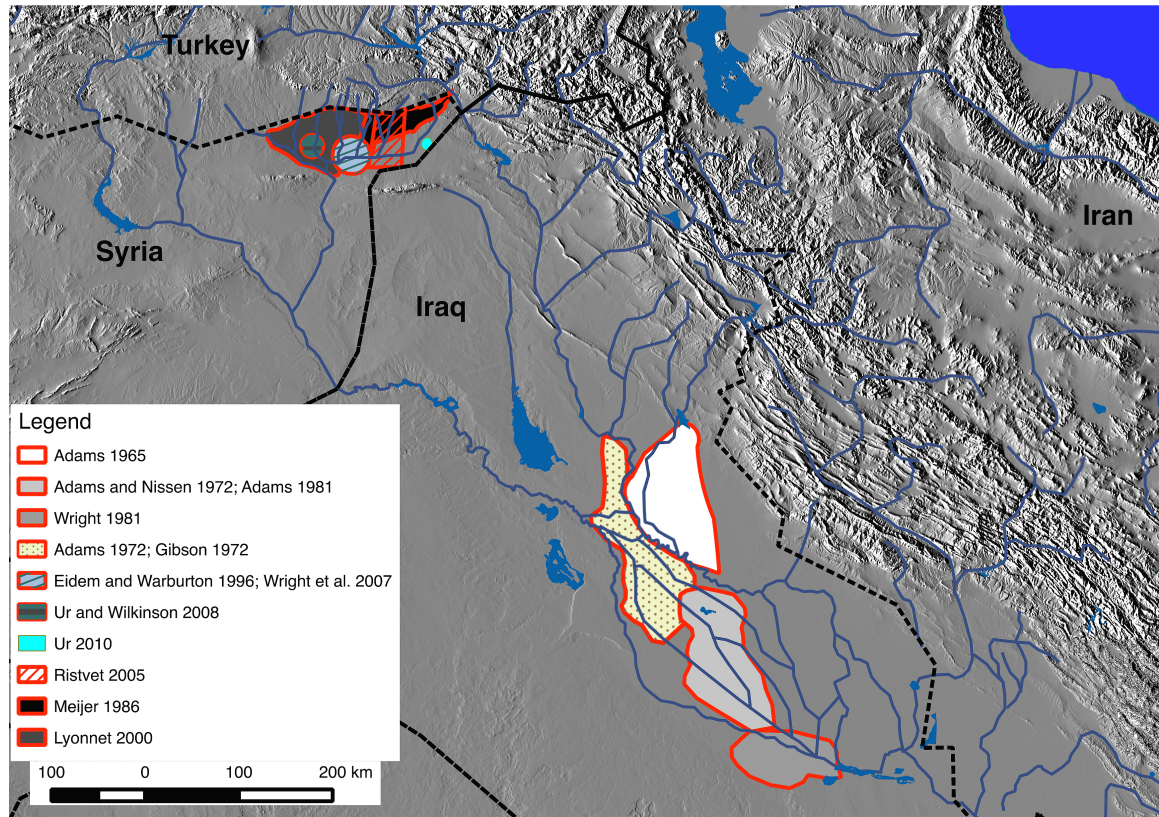 Turkey
Iran
Syria
Iraq
Legend
Adams 1965
Adams and Nissen 1972; Adams 1981
Wright 1981
Adams 1972; Gibson 1972
Eidem and Warburton 1996; Wright et al. 2007
Ur and Wilkinson 2008
Ur 2010
Ristvet 2005
Meijer 1986
Lyonnet 2000
100 0 100 200 km